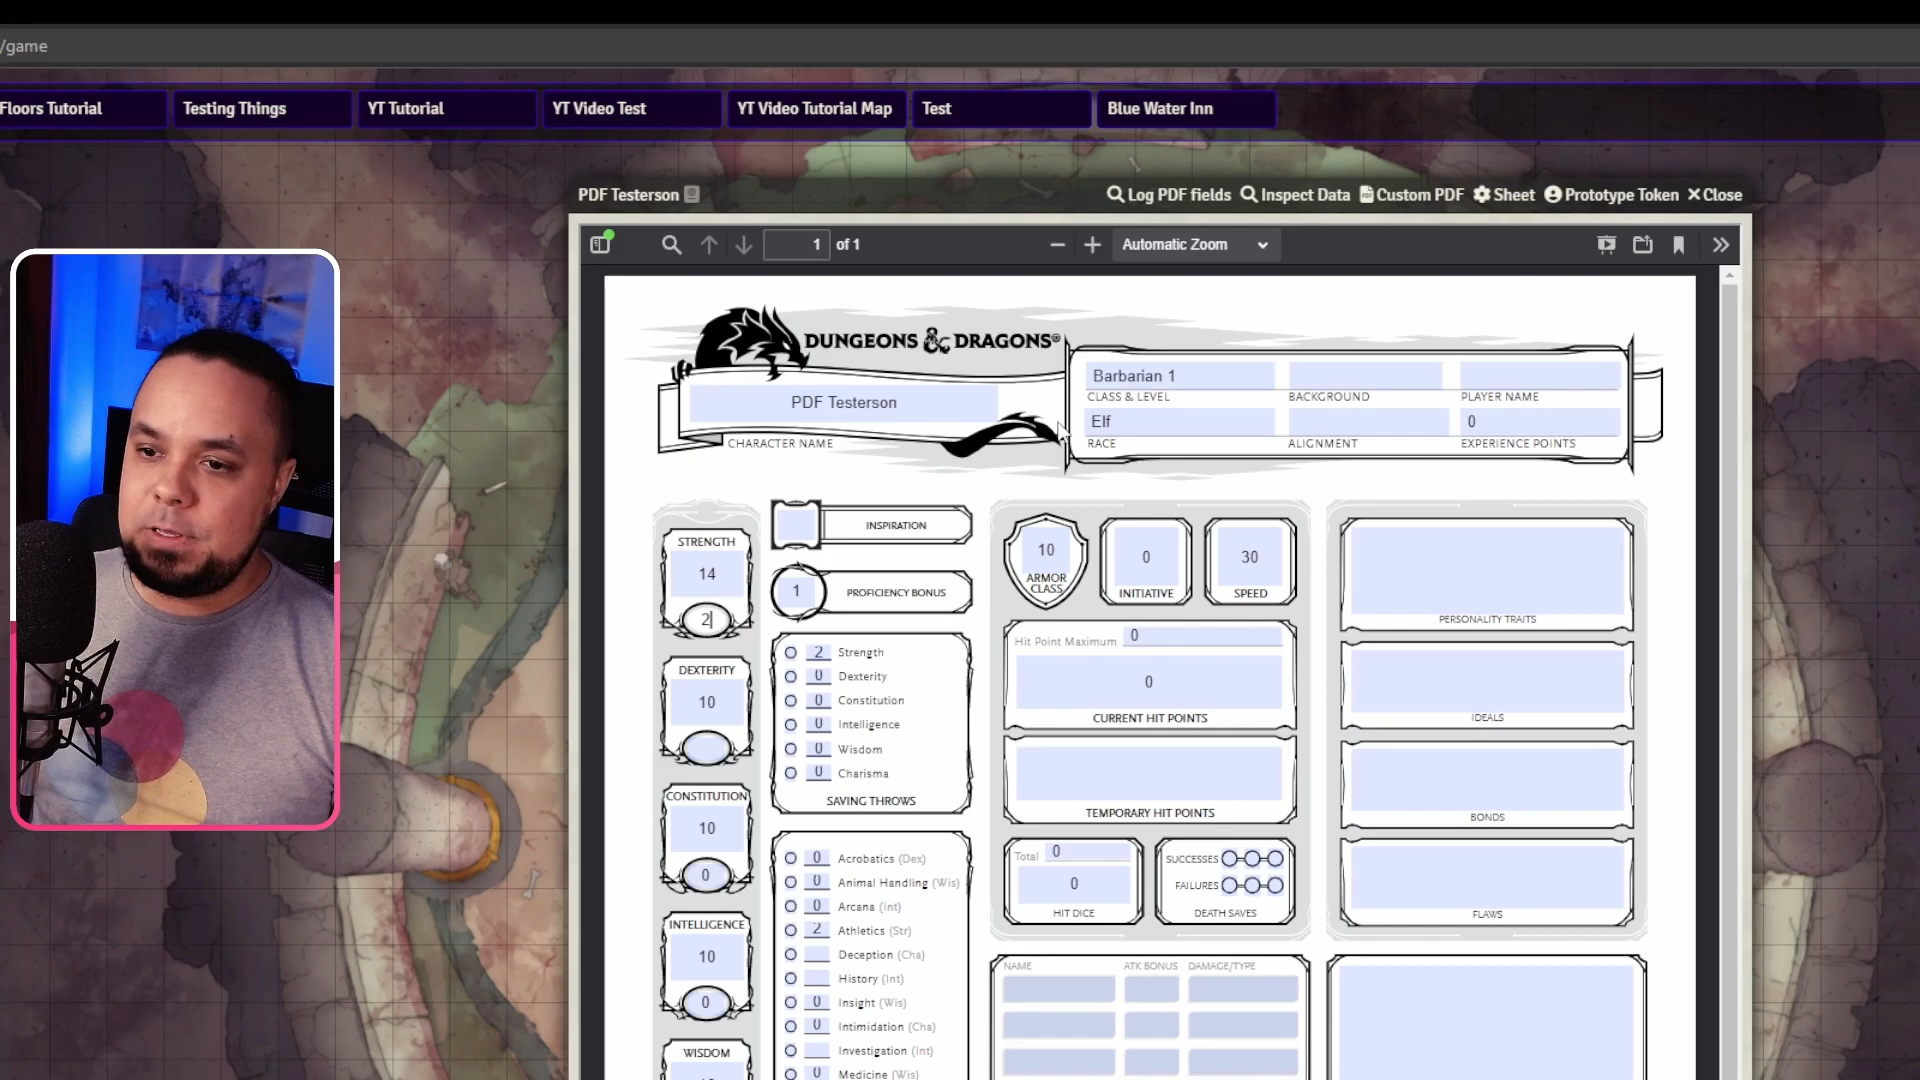 /game
Floors Tutorial
Testing Things
YT Tutorial
YT Video Test
YT Video Tutorial Map
Test
Blue Water Inn
PDF Testerson
Log PDF fields
Inspect Data
Custom PDF
Sheet
Prototype Token
Close
1 of 1
Automatic Zoom
DUNGEONS & DRAGONS®
PDF Testerson
CHARACTER NAME
Barbarian 1
CLASS & LEVEL
BACKGROUND
PLAYER NAME
Elf
0
RACE
ALIGNMENT
EXPERIENCE POINTS
STRENGTH
14
2
DEXTERITY
10
CONSTITUTION
10
0
INTELLIGENCE
10
0
WISDOM
INSPIRATION
1
PROFICIENCY BONUS
2 Strength
0 Dexterity
0 Constitution
0 Intelligence
0 Wisdom
0 Charisma
SAVING THROWS
0 Acrobatics (Dex)
0 Animal Handling (Wis)
0 Arcana (Int)
2 Athletics (Str)
Deception (Cha)
History (Int)
0 Insight (Wis)
0 Intimidation (Cha)
Investigation (Int)
0 Medicine (Wis)
10
ARMOR
CLASS
0
INITIATIVE
30
SPEED
Hit Point Maximum 0
0
CURRENT HIT POINTS
TEMPORARY HIT POINTS
Total 0
0
HIT DICE
SUCCESSES
FAILURES
DEATH SAVES
NAME
ATK BONUS
DAMAGE/TYPE
PERSONALITY TRAITS
IDEALS
BONDS
FLAWS